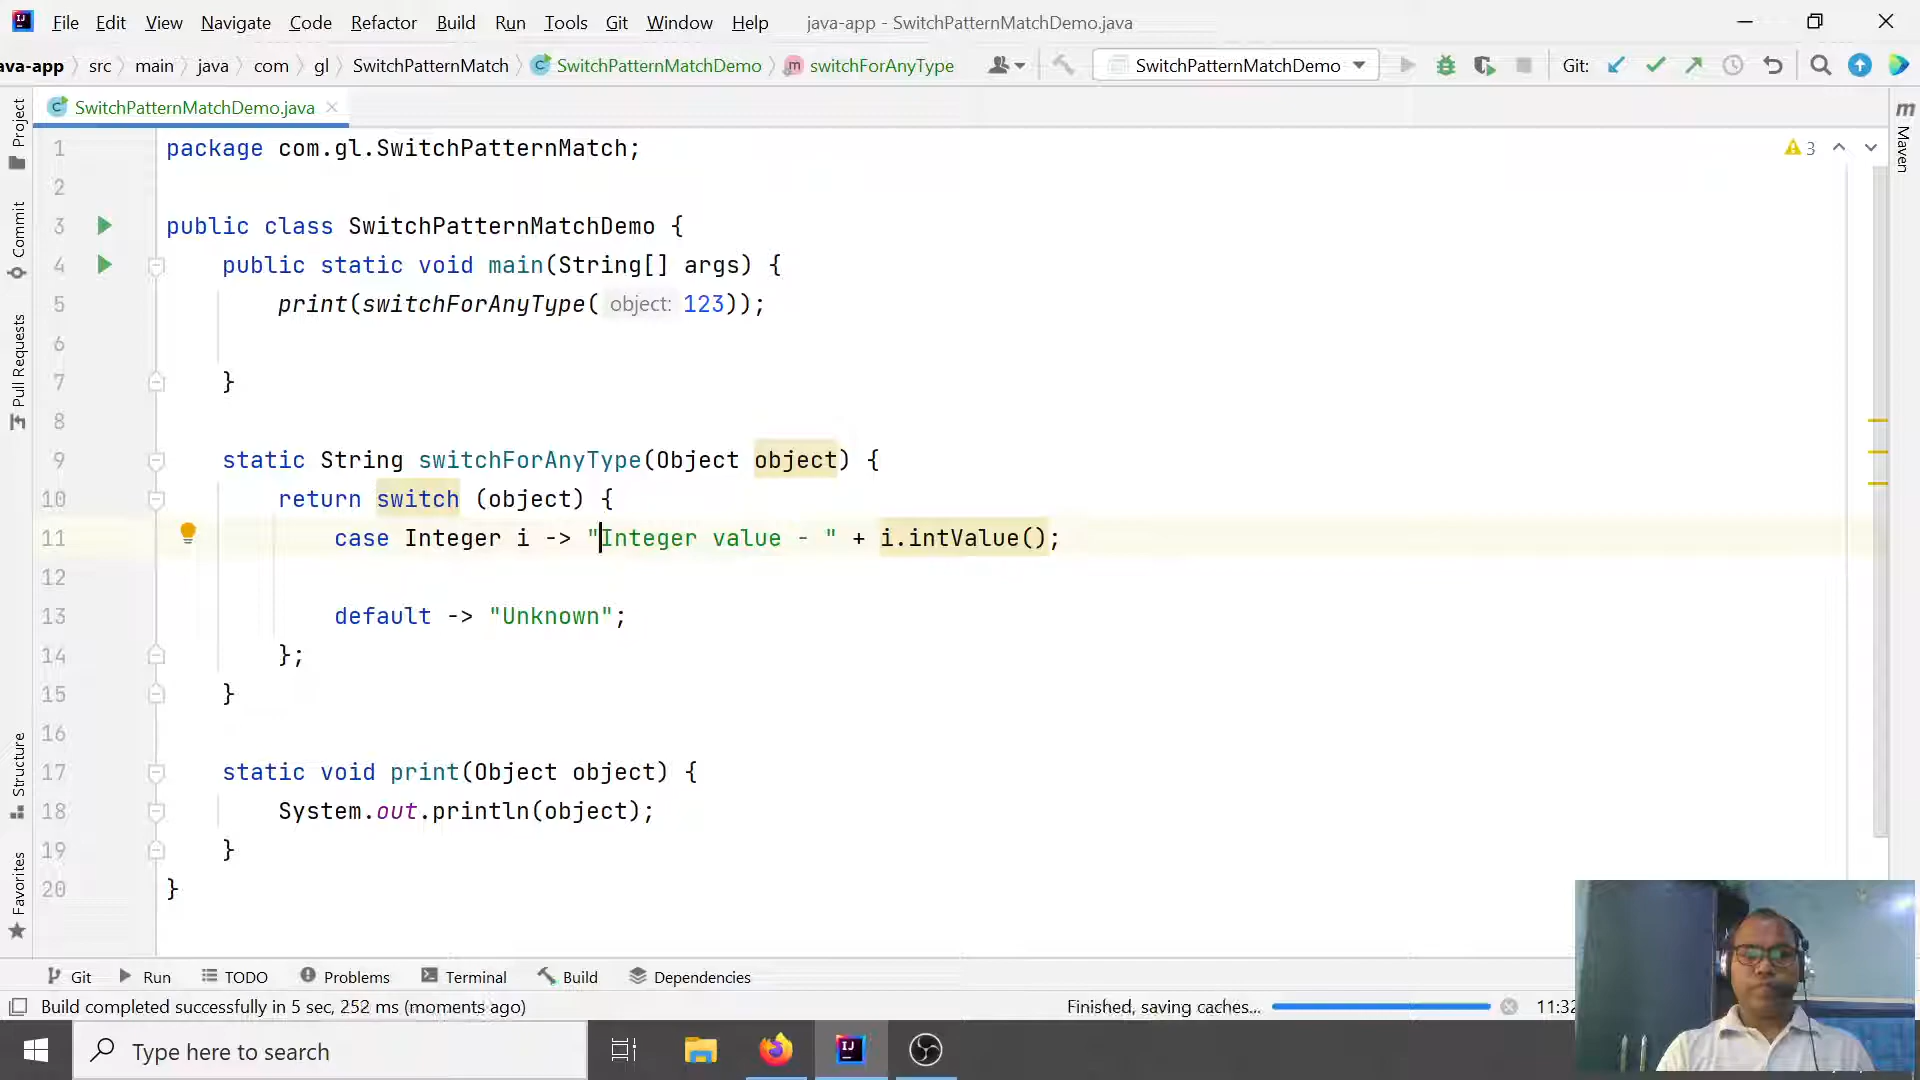 File Edit View Navigate Code Refactor Build Run Tools Git Window Help java-app - SwitchPatternMatchDemo.java
ava-app src main java com gl SwitchPatternMatch SwitchPatternMatchDemo switchForAnyType SwitchPatternMatchDemo Git:
SwitchPatternMatchDemo.java
Project
Commit
Pull Requests
Structure
Favorites
Maven
3
1 package com.gl.SwitchPatternMatch;
2
3 public class SwitchPatternMatchDemo {
4 public static void main(String[] args) {
5 print(switchForAnyType( object: 123));
6
7 }
8
9 static String switchForAnyType(Object object) {
10 return switch (object) {
11 case Integer i -> "Integer value - " + i.intValue();
12
13 default -> "Unknown";
14 };
15 }
16
17 static void print(Object object) {
18 System.out.println(object);
19 }
20 }
Git Run TODO Problems Terminal Build Dependencies
Build completed successfully in 5 sec, 252 ms (moments ago) Finished, saving caches... 11:32
Type here to search